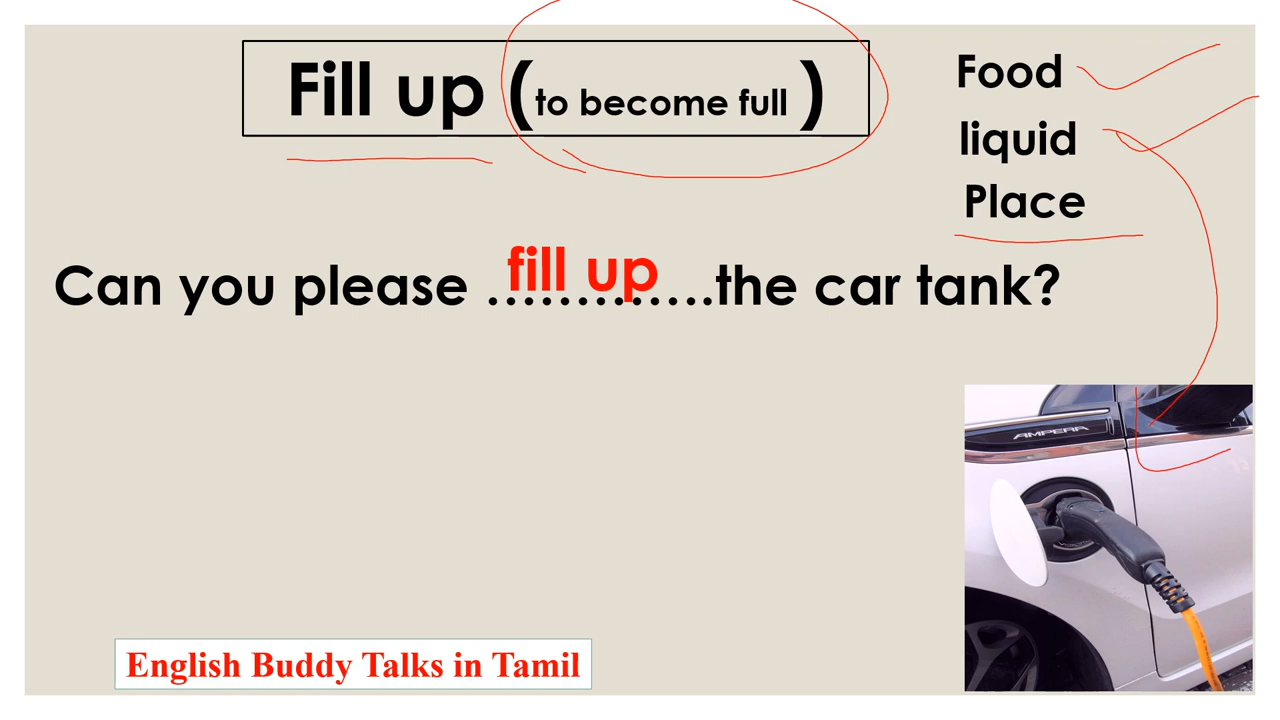 Fill up (to become full )
Food
liquid
Place
Can you please .............the car tank?
fill up
AMPERA
English Buddy Talks in Tamil